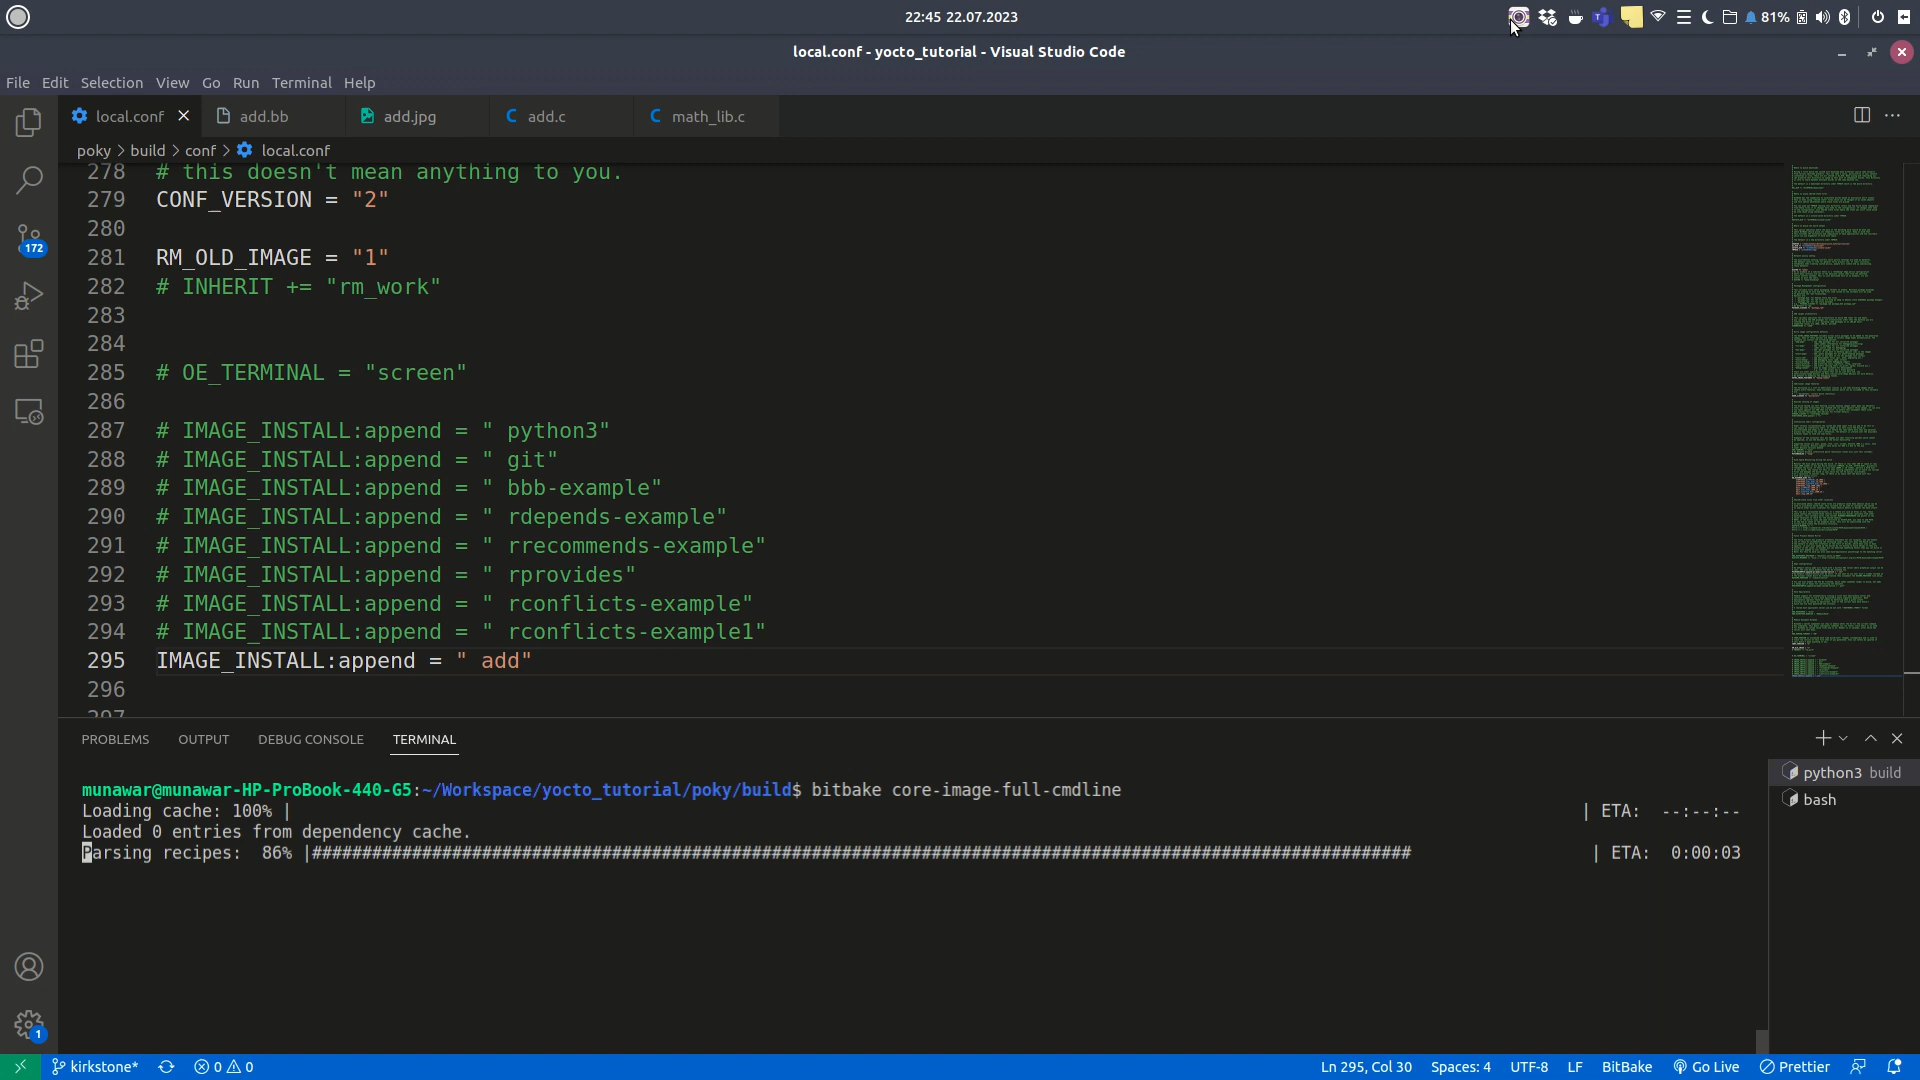 22:45 22.07.2023
81%
local.conf - yocto_tutorial - Visual Studio Code
File Edit Selection View Go Run Terminal Help
local.conf add.bb add.jpg add.c math_lib.c
poky > build > conf > local.conf
278 # this doesn't mean anything to you.
279 CONF_VERSION = "2"
280
281 RM_OLD_IMAGE = "1"
282 # INHERIT += "rm_work"
283
284
285 # OE_TERMINAL = "screen"
286
287 # IMAGE_INSTALL:append = " python3"
288 # IMAGE_INSTALL:append = " git"
289 # IMAGE_INSTALL:append = " bbb-example"
290 # IMAGE_INSTALL:append = " rdepends-example"
291 # IMAGE_INSTALL:append = " rrecommends-example"
292 # IMAGE_INSTALL:append = " rprovides"
293 # IMAGE_INSTALL:append = " rconflicts-example"
294 # IMAGE_INSTALL:append = " rconflicts-example1"
295 IMAGE_INSTALL:append = " add"
296
297
172
PROBLEMS OUTPUT DEBUG CONSOLE TERMINAL
python3 build
bash
munawar@munawar-HP-ProBook-440-G5:~/Workspace/yocto_tutorial/poky/build$ bitbake core-image-full-cmdline
Loading cache: 100% | | ETA: --:--:--
Loaded 0 entries from dependency cache.
Parsing recipes: 86% |##############################################################################################################| ETA: 0:00:03
1
kirkstone* 0 0 Ln 295, Col 30 Spaces: 4 UTF-8 LF BitBake Go Live Prettier